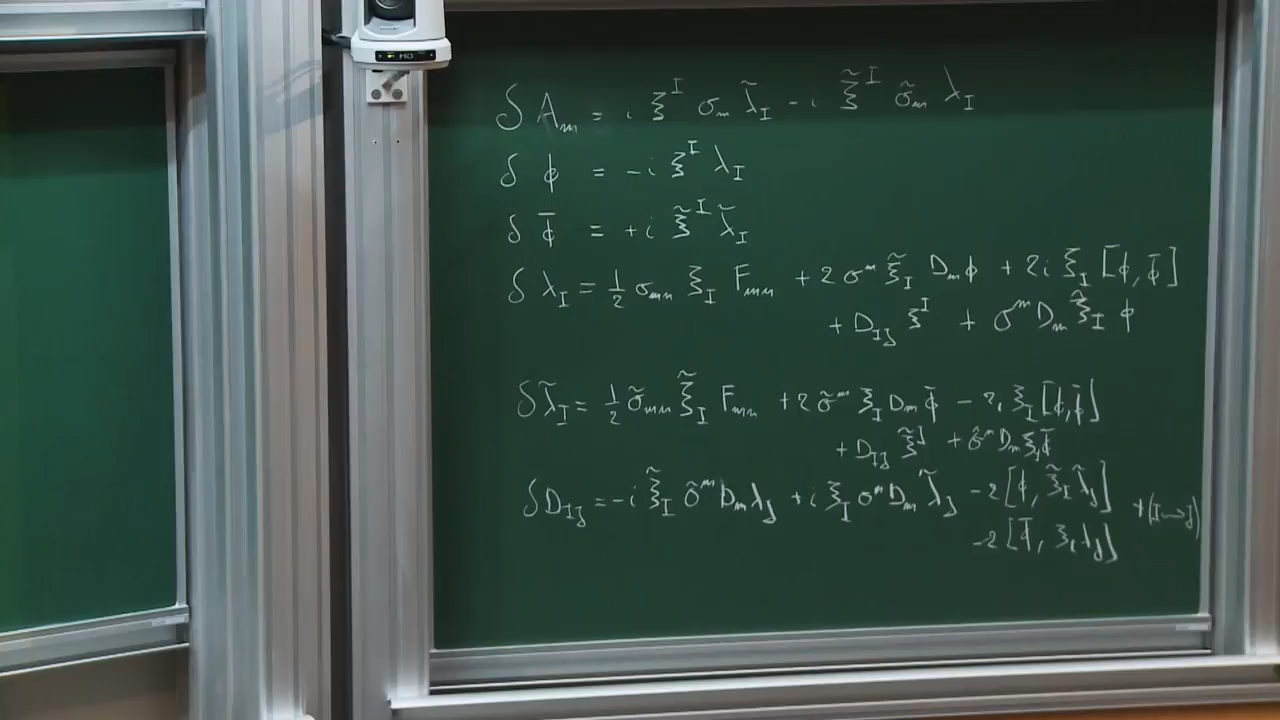 HD
δ A_m = i ξ^I σ_m λ̃_I - i ξ̃^I σ̃_m λ_I
δ ϕ = -i ξ^I λ_I
δ ϕ̄ = +i ξ̃^I λ̃_I
δ λ_I = 1/2 σ_mn ξ_I F_mn + 2 σ^m ξ̃_I D_m ϕ + 2i ξ_I [ϕ, ϕ̄]
+ D_IJ ξ^I + σ^m D_m ξ̃_I ϕ
δ λ̃_I = 1/2 σ̃_mn ξ̃_I F_mn + 2 σ̃^m ξ_I D_m ϕ̄ - 2i ξ_I [ϕ, ϕ̄]
+ D_IJ ξ̃^J + σ̃^m D_m ξ_I ϕ̄
δ D_IJ = -i ξ̃_I σ̃^m D_m λ_J + i ξ_I σ^m D_m λ̃_J - 2 [ϕ, ξ̃_I λ̃_J] + (I↔J)
-2 [ϕ̄, ξ_I λ_J]